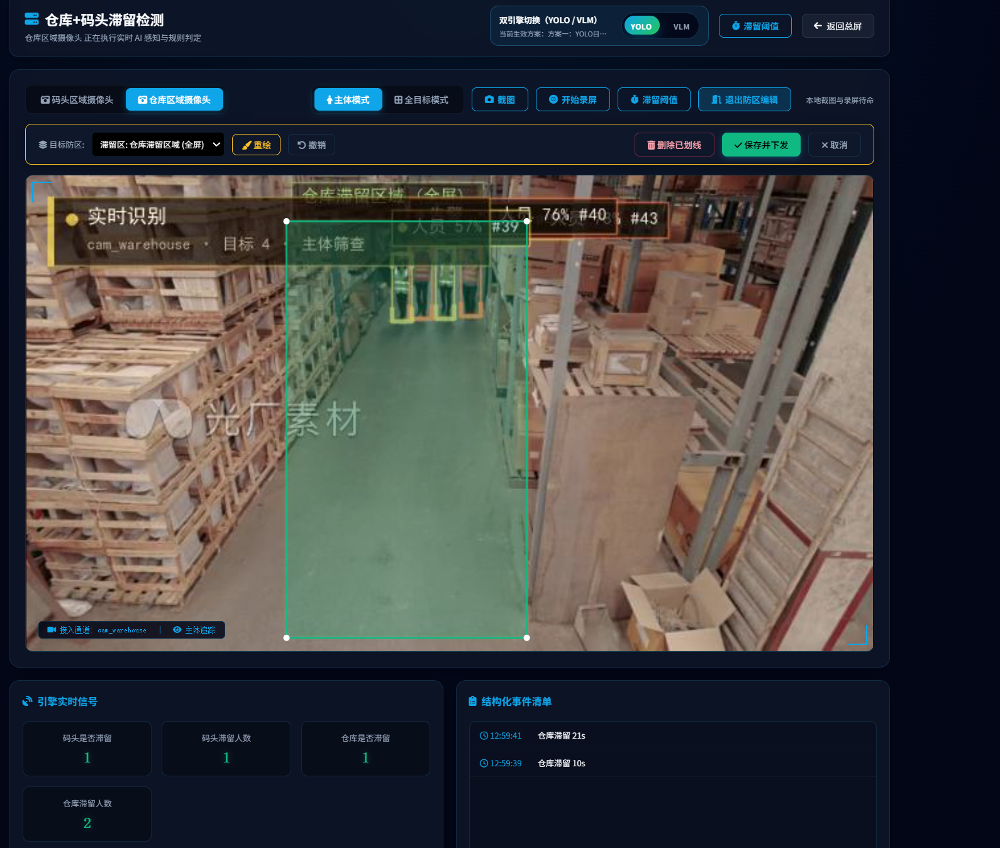 仓库+码头滞留检测
仓库区域摄像头 正在执行实时 AI 感知与规则判定
双引擎切换（YOLO / VLM）
当前生效方案：方案一：YOLO目…
YOLO
VLM
滞留阈值
返回总屏
码头区域摄像头
仓库区域摄像头
主体模式
全目标模式
截图
开始录屏
滞留阈值
退出防区编辑
本地截图与录屏待命
目标防区:
滞留区: 仓库滞留区域 (全屏)
重绘
撤销
删除已划线
保存并下发
取消
仓库滞留区域 （全屏）
实时识别
cam_warehouse · 目标 4 · 主体筛查
人员 57% #39
人员 76% #40
#43
光厂素材
接入通道: cam_warehouse | 主体追踪
引擎实时信号
码头是否滞留
1
码头滞留人数
1
仓库是否滞留
1
仓库滞留人数
2
结构化事件清单
12:59:41 仓库滞留 21s
12:59:39 仓库滞留 10s